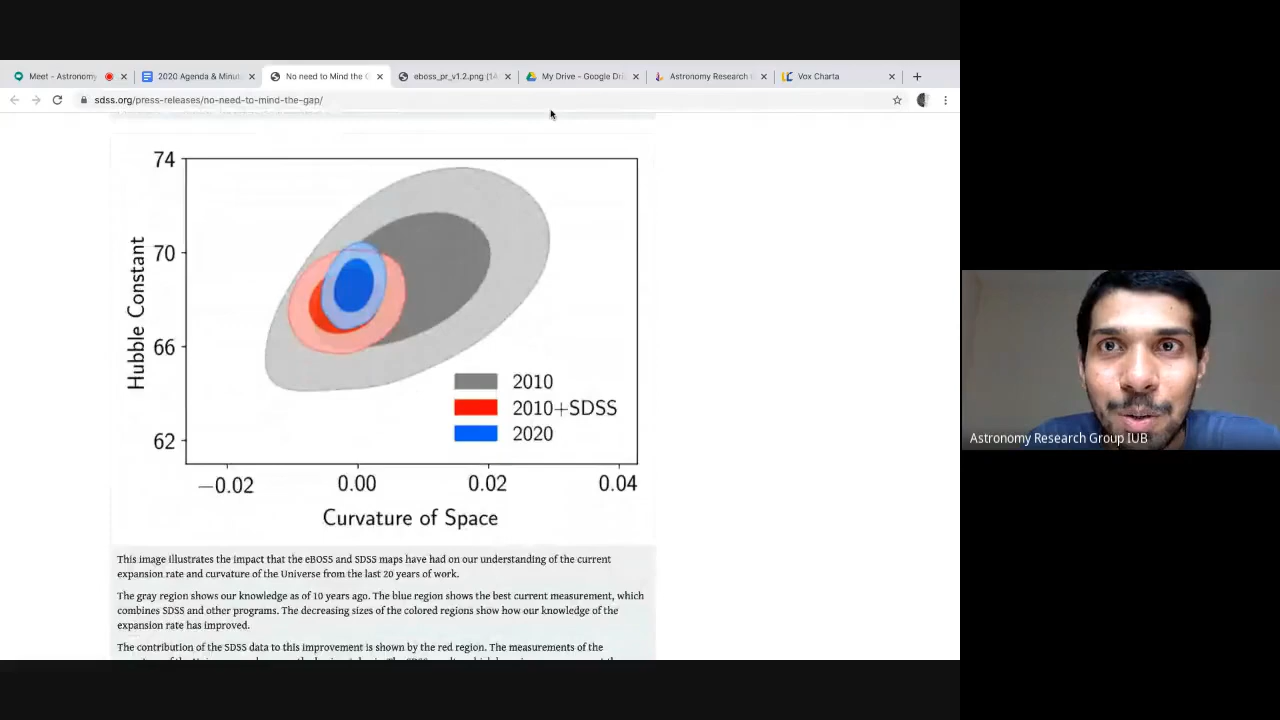 Meet - Astronomy
2020 Agenda & Minut
No need to Mind the G
eboss_pr_v1.2.png (14
My Drive - Google Dri
Astronomy Research
Vox Charta
sdss.org/press-releases/no-need-to-mind-the-gap/
74
70
66
62
Hubble Constant
2010
2010+SDSS
2020
−0.02
0.00
0.02
0.04
Curvature of Space
Astronomy Research Group IUB
This image illustrates the impact that the eBOSS and SDSS maps have had on our understanding of the current
expansion rate and curvature of the Universe from the last 20 years of work.
The gray region shows our knowledge as of 10 years ago. The blue region shows the best current measurement, which
combines SDSS and other programs. The decreasing sizes of the colored regions show how our knowledge of the
expansion rate has improved.
The contribution of the SDSS data to this improvement is shown by the red region. The measurements of the